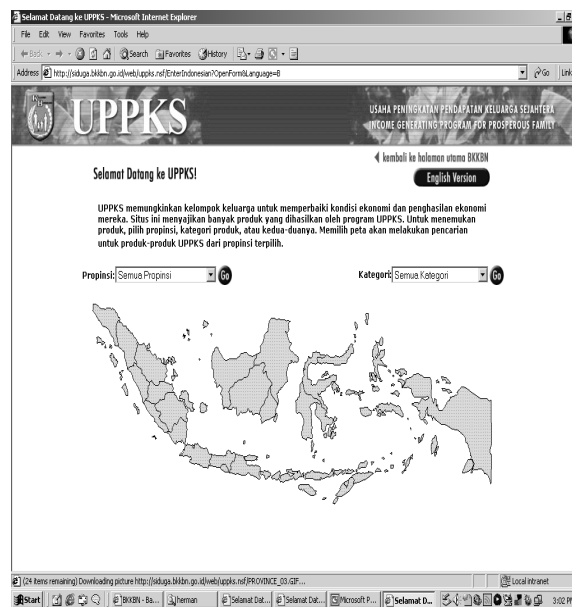 Selamat Datang ke UPPKS - Microsoft Internet Explorer
File Edit View Favorites Tools Help
Back Search Favorites History
Address http://siduga.bkkbn.go.id/web/uppks.nsf/EnterIndonesian?OpenForm&Language=8 Go Link
UPPKS
USAHA PENINGKATAN PENDAPATAN KELUARGA SEJAHTERA
INCOME GENERATING PROGRAM FOR PROSPEROUS FAMILY
kembali ke halaman utama BKKBN
Selamat Datang ke UPPKS!
English Version
UPPKS memungkinkan kelompok keluarga untuk memperbaiki kondisi ekonomi dan penghasilan ekonomi
mereka. Situs ini menyajikan banyak produk yang dihasilkan oleh program UPPKS. Untuk menemukan
produk, pilih propinsi, kategori produk, atau kedua-duanya. Memilih peta akan melakukan pencarian
untuk produk-produk UPPKS dari propinsi terpilih.
Propinsi: Semua Propinsi Go Kategori: Semua Kategori Go
(24 items remaining) Downloading picture http://siduga.bkkbn.go.id/web/uppks.nsf/PROVINCE_03.GIF... Local intranet
Start BKKBN - Ba... herman Selamat Dat... Selamat Dat... Microsoft P... Selamat D... 3:02 PM